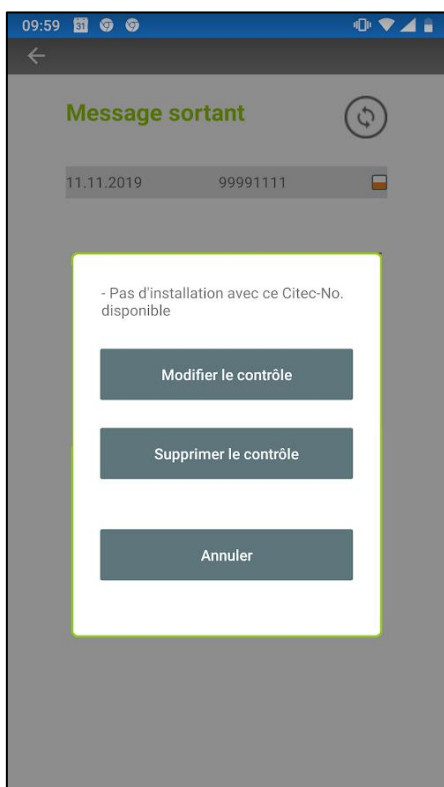 09:59 31
Message sortant
11.11.2019 99991111
- Pas d'installation avec ce Citec-No.
disponible
Modifier le contrôle
Supprimer le contrôle
Annuler